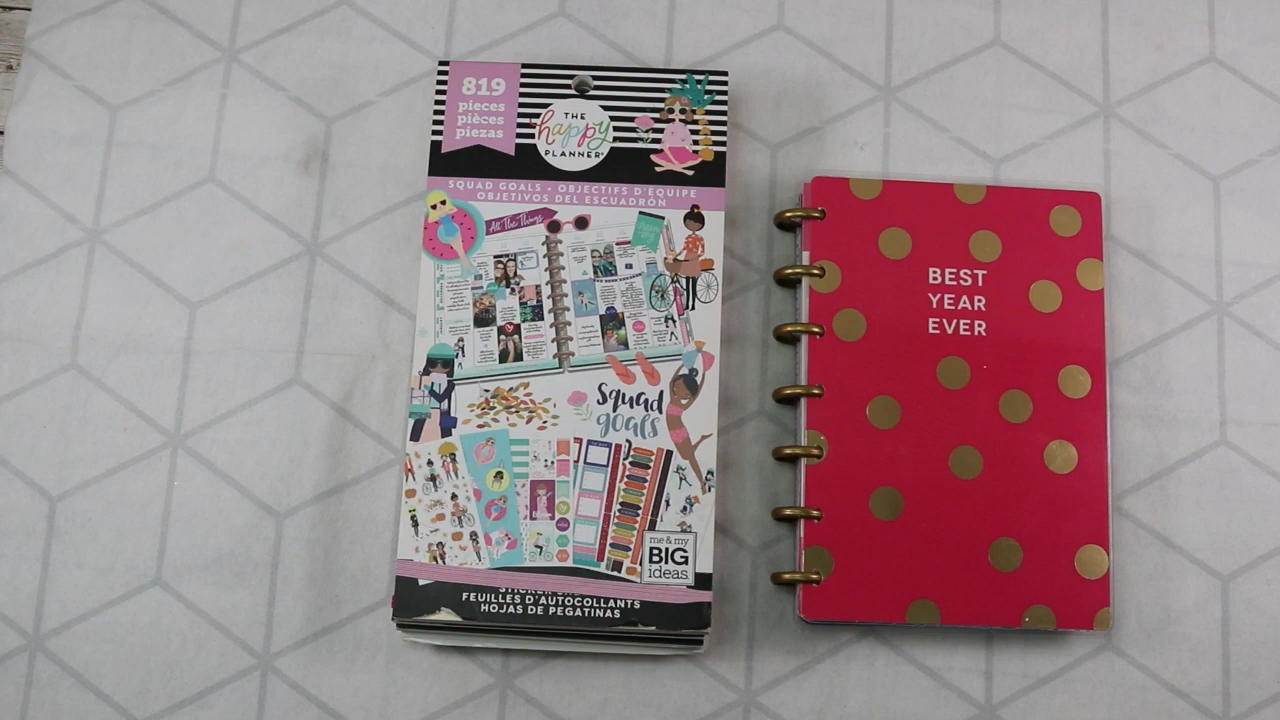 819
pieces
pièces
piezas
THE
happy
PLANNER®
SQUAD GOALS • OBJECTIFS D'EQUIPE
OBJETIVOS DEL ESCUADRÓN
All The Things
Squad
goals
me & my
BIG
ideas.
FEUILLES D'AUTOCOLLANTS
HOJAS DE PEGATINAS
BEST
YEAR
EVER